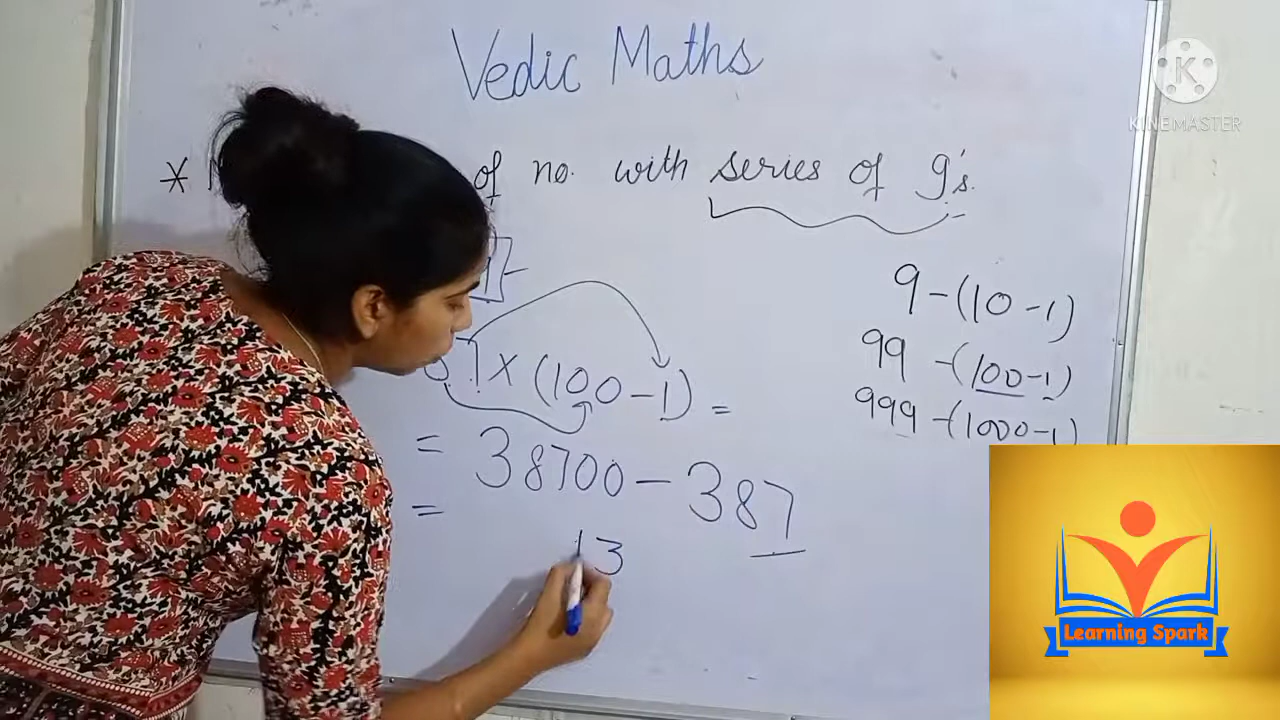 Vedic Maths
KINEMASTER
* of no. with series of 9's.
9 - (10 - 1)
99 - (100 - 1)
999 - (1000 - 1)
7 × (100 - 1) =
= 38700 - 387
= 13
Learning Spark